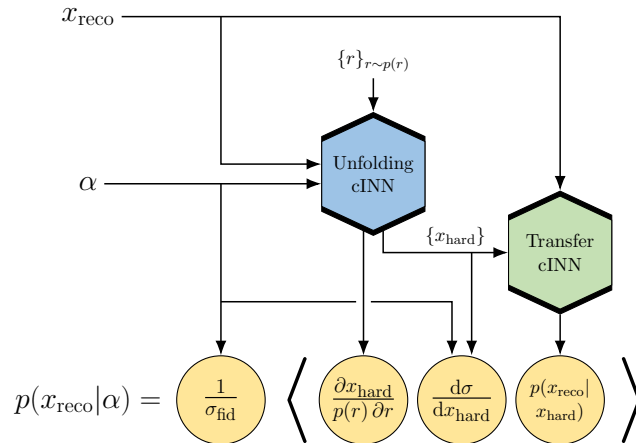 x_reco
{r}_{r∼p(r)}
Unfolding
cINN
α
{x_hard}
Transfer
cINN
p(x_reco|α) = 1/σ_fid ⟨ ∂x_hard/(p(r) ∂r) dσ/dx_hard p(x_reco| x_hard) ⟩